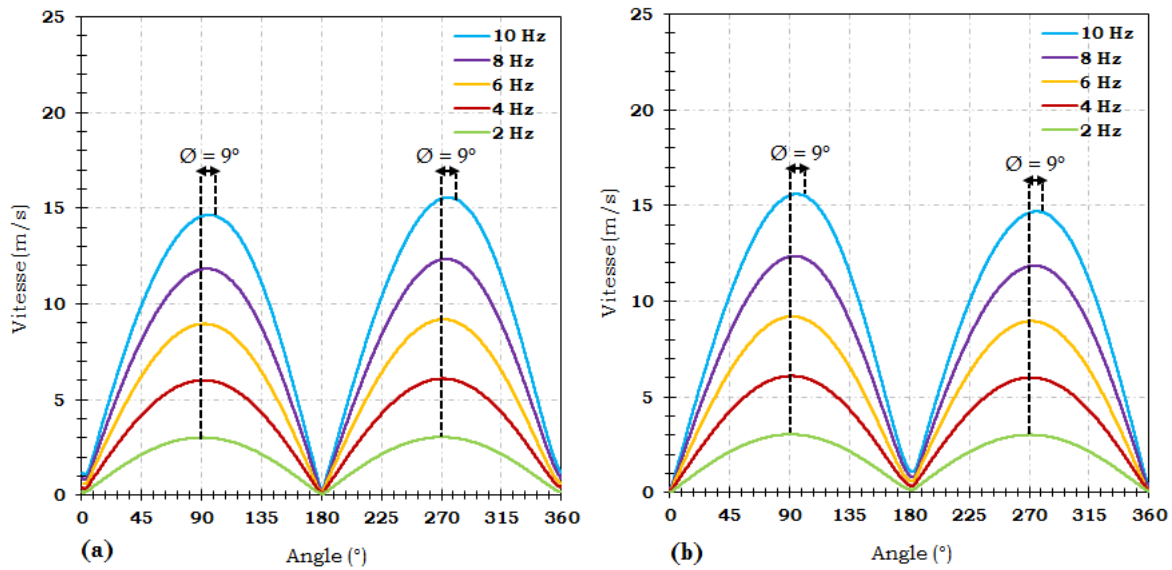 25
20
15
10
5
0
Vitesse (m/s)
10 Hz
8 Hz
6 Hz
4 Hz
2 Hz
Ø = 9°
Ø = 9°
0 45 90 135 180 225 270 315 360
(a)
Angle (°)
25
20
15
10
5
0
Vitesse (m/s)
10 Hz
8 Hz
6 Hz
4 Hz
2 Hz
Ø = 9°
Ø = 9°
0 45 90 135 180 225 270 315 360
(b)
Angle (°)